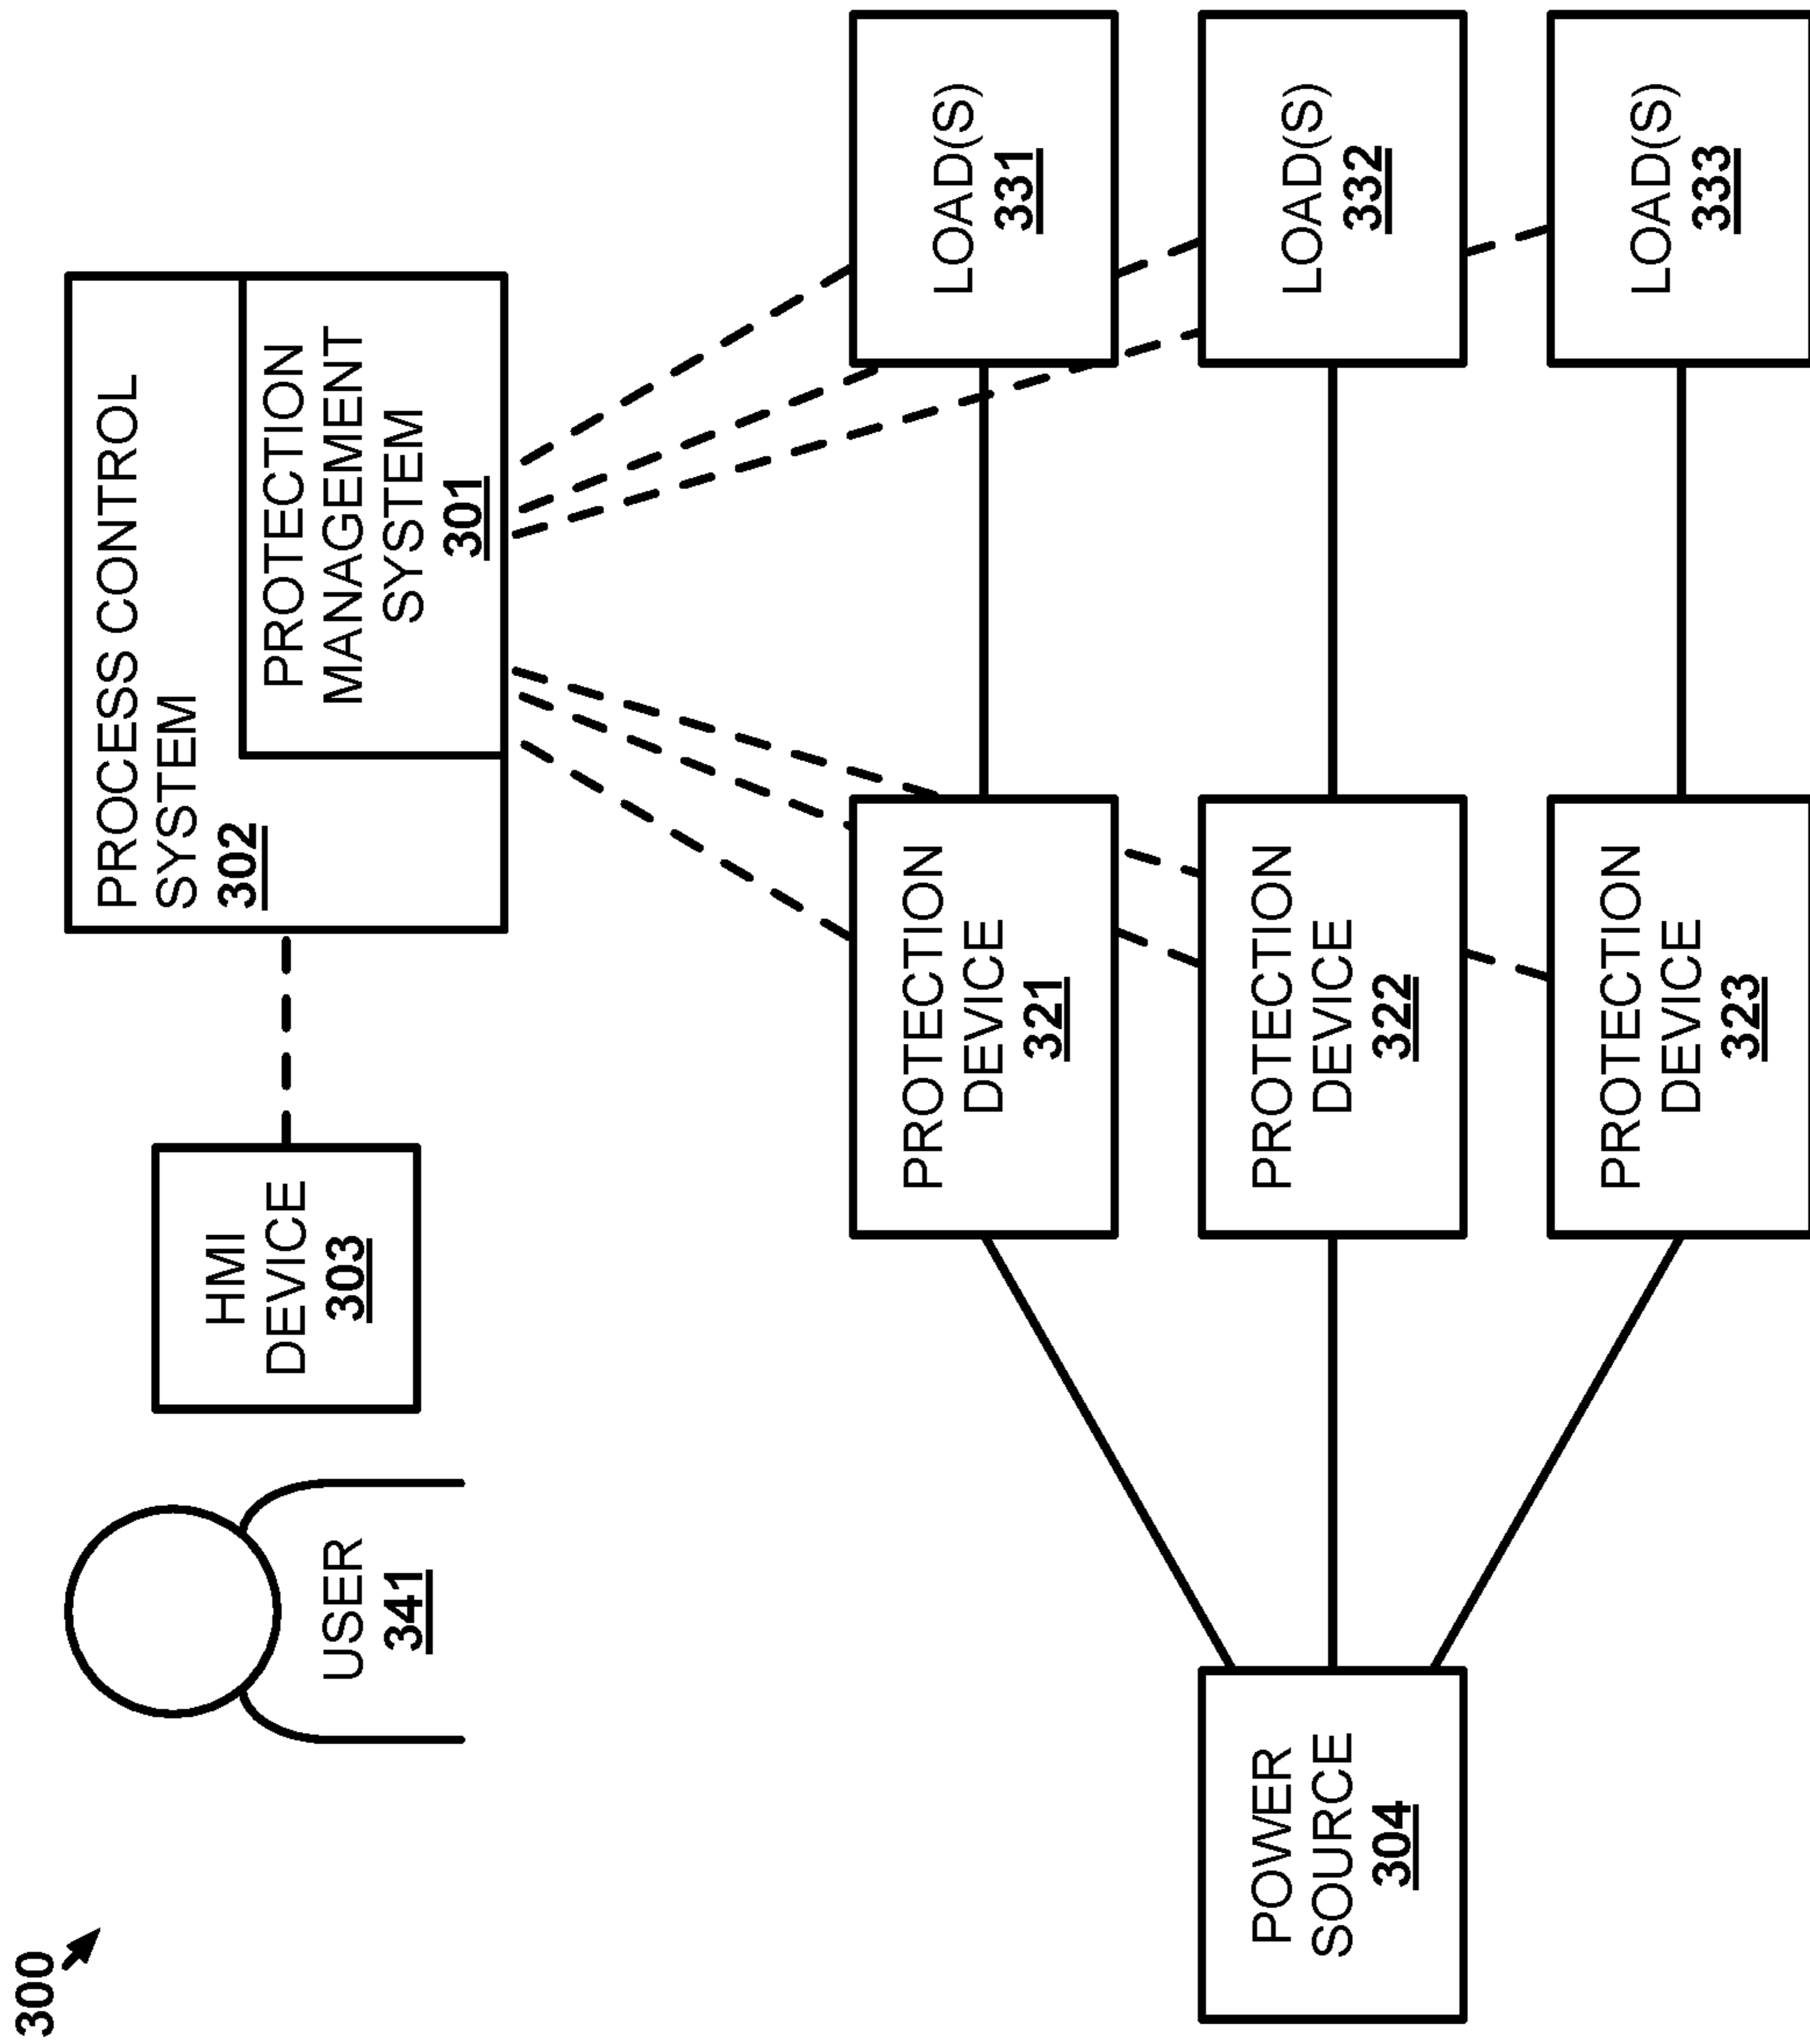 300
USER
341
HMI
DEVICE
303
PROCESS CONTROL
SYSTEM
302
PROTECTION
MANAGEMENT
SYSTEM
301
POWER
SOURCE
304
PROTECTION
DEVICE
321
LOAD(S)
331
PROTECTION
DEVICE
322
LOAD(S)
332
PROTECTION
DEVICE
323
LOAD(S)
333